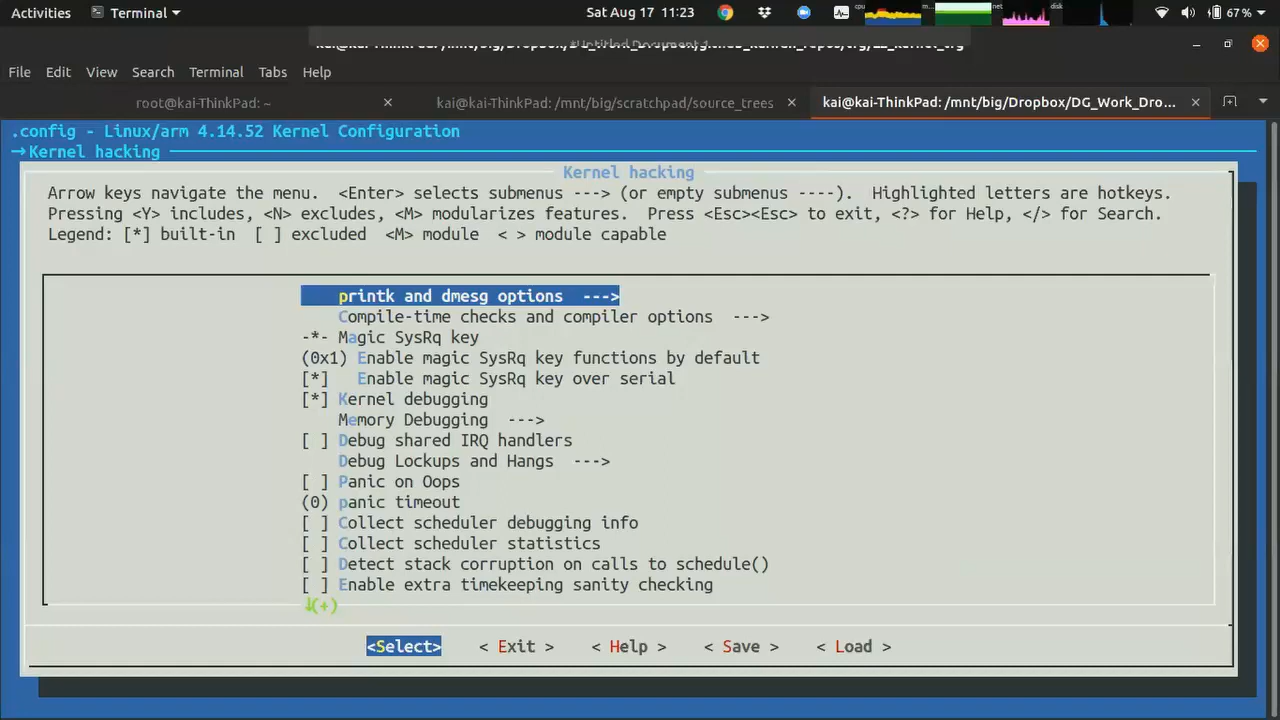 Activities Terminal Sat Aug 17 11:23 67 %
*Untitled Document 1
File Edit View Search Terminal Tabs Help
root@kai-ThinkPad: ~ × kai@kai-ThinkPad: /mnt/big/scratchpad/source_trees × kai@kai-ThinkPad: /mnt/big/Dropbox/DG_Work_Dro... ×
.config - Linux/arm 4.14.52 Kernel Configuration
→Kernel hacking
Kernel hacking
Arrow keys navigate the menu. <Enter> selects submenus ---> (or empty submenus ----). Highlighted letters are hotkeys.
Pressing <Y> includes, <N> excludes, <M> modularizes features. Press <Esc><Esc> to exit, <?> for Help, </> for Search.
Legend: [*] built-in [ ] excluded <M> module < > module capable
printk and dmesg options --->
Compile-time checks and compiler options --->
-*- Magic SysRq key
(0x1) Enable magic SysRq key functions by default
[*] Enable magic SysRq key over serial
[*] Kernel debugging
Memory Debugging --->
[ ] Debug shared IRQ handlers
Debug Lockups and Hangs --->
[ ] Panic on Oops
(0) panic timeout
[ ] Collect scheduler debugging info
[ ] Collect scheduler statistics
[ ] Detect stack corruption on calls to schedule()
[ ] Enable extra timekeeping sanity checking
↓(+)
<Select> < Exit > < Help > < Save > < Load >